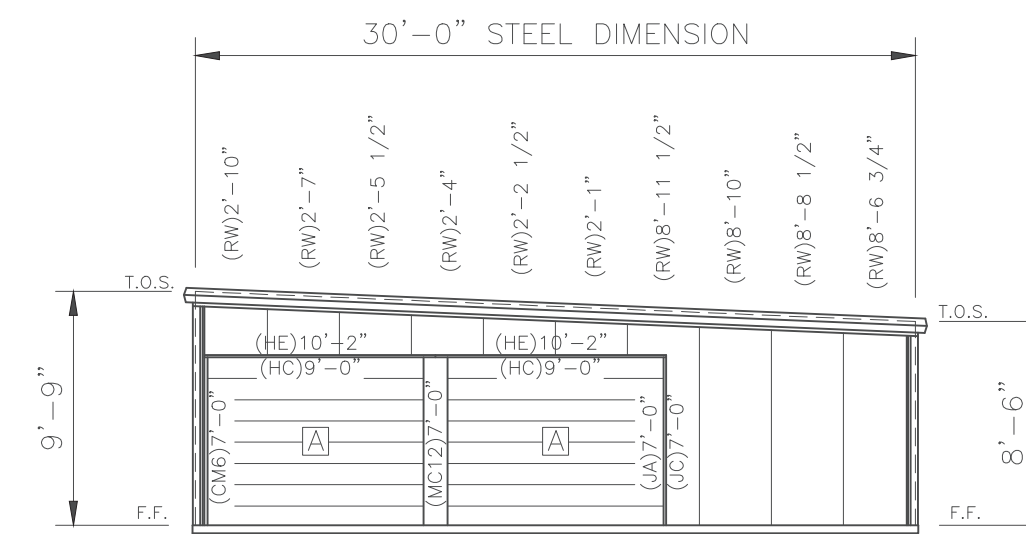 30'-0" STEEL DIMENSION
(RW)2'-10"
(RW)2'-7"
(RW)2'-5 1/2"
(RW)2'-4"
(RW)2'-2 1/2"
(RW)2'-1"
(RW)8'-11 1/2"
(RW)8'-10"
(RW)8'-8 1/2"
(RW)8'-6 3/4"
T.O.S.
T.O.S.
(HE)10'-2"
(HE)10'-2"
(HC)9'-0"
(HC)9'-0"
9'-9"
(CM6)7'-0"
A
(MC12)7'-0"
A
(JA)7'-0"
(JC)7'-0"
8'-6"
F.F.
F.F.